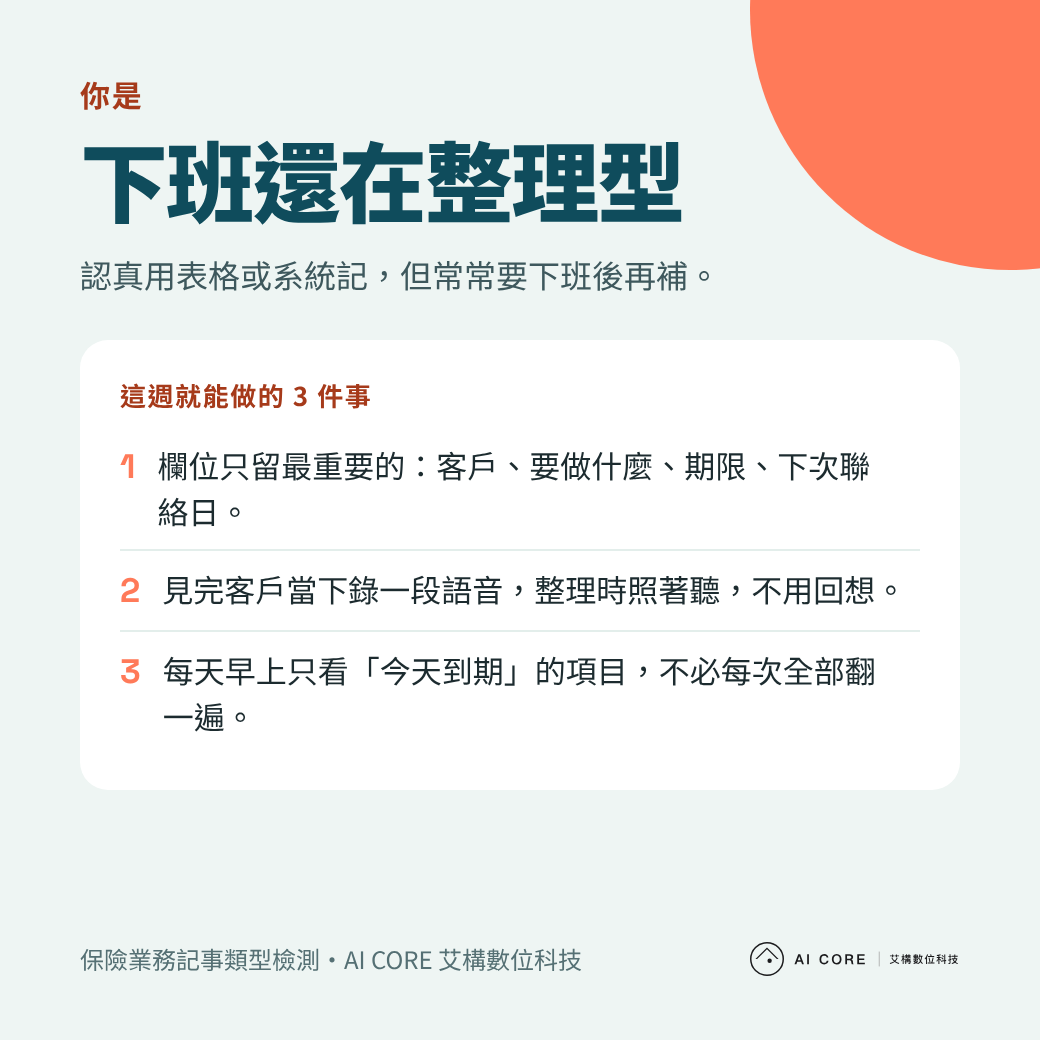 你是
下班還在整理型
認真用表格或系統記，但常常要下班後再補。
這週就能做的 3 件事
1 欄位只留最重要的：客戶、要做什麼、期限、下次聯
絡日。
2 見完客戶當下錄一段語音，整理時照著聽，不用回想。
3 每天早上只看「今天到期」的項目，不必每次全部翻
一遍。
保險業務記事類型檢測・AI CORE 艾構數位科技
AI CORE | 艾構數位科技